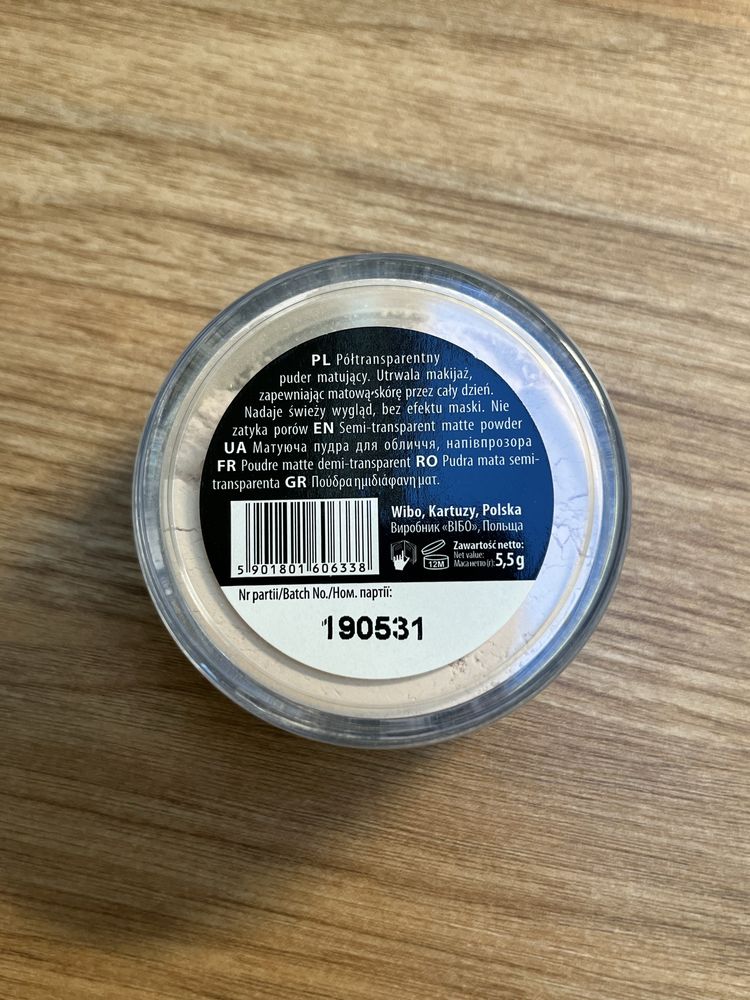 PL Półtransparentny
puder matujący. Utrwala makijaż,
zapewniając matową skórę przez cały dzień.
Nadaje świeży wygląd, bez efektu maski. Nie
zatyka porów EN Semi-transparent matte powder
UA Матуюча пудра для обличчя, напівпрозора
FR Poudre matte demi-transparent RO Pudra mata semi-
transparenta GR Πούδρα ημιδιάφανη ματ.
Wibo, Kartuzy, Polska
Виробник «ВІБО», Польща
Zawartość netto:
Net value:
Маса нетто (г):
5,5g
12M
5 901801 606338
Nr partii/Batch No./Ном. партії:
190531